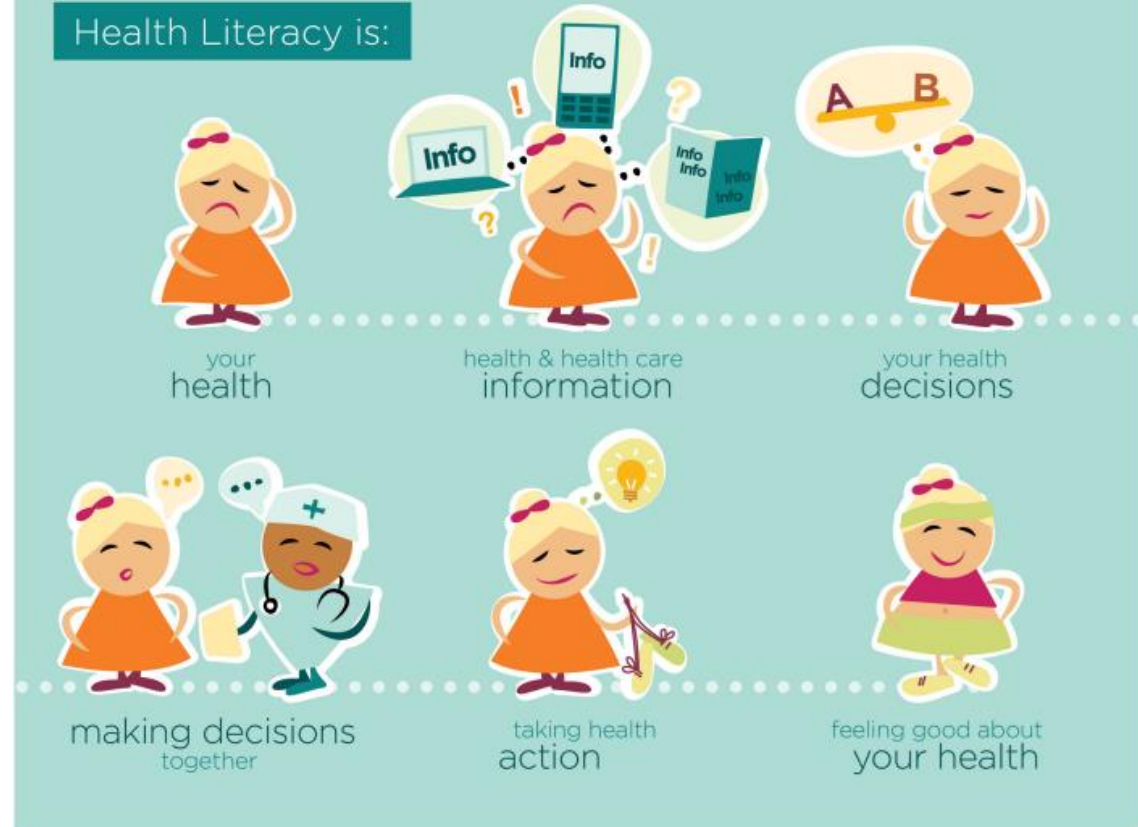 Health Literacy is:
Info
Info
Info
Info
Info
Info
A
B
your
health
health & health care
information
your health
decisions
making decisions
together
taking health
action
feeling good about
your health